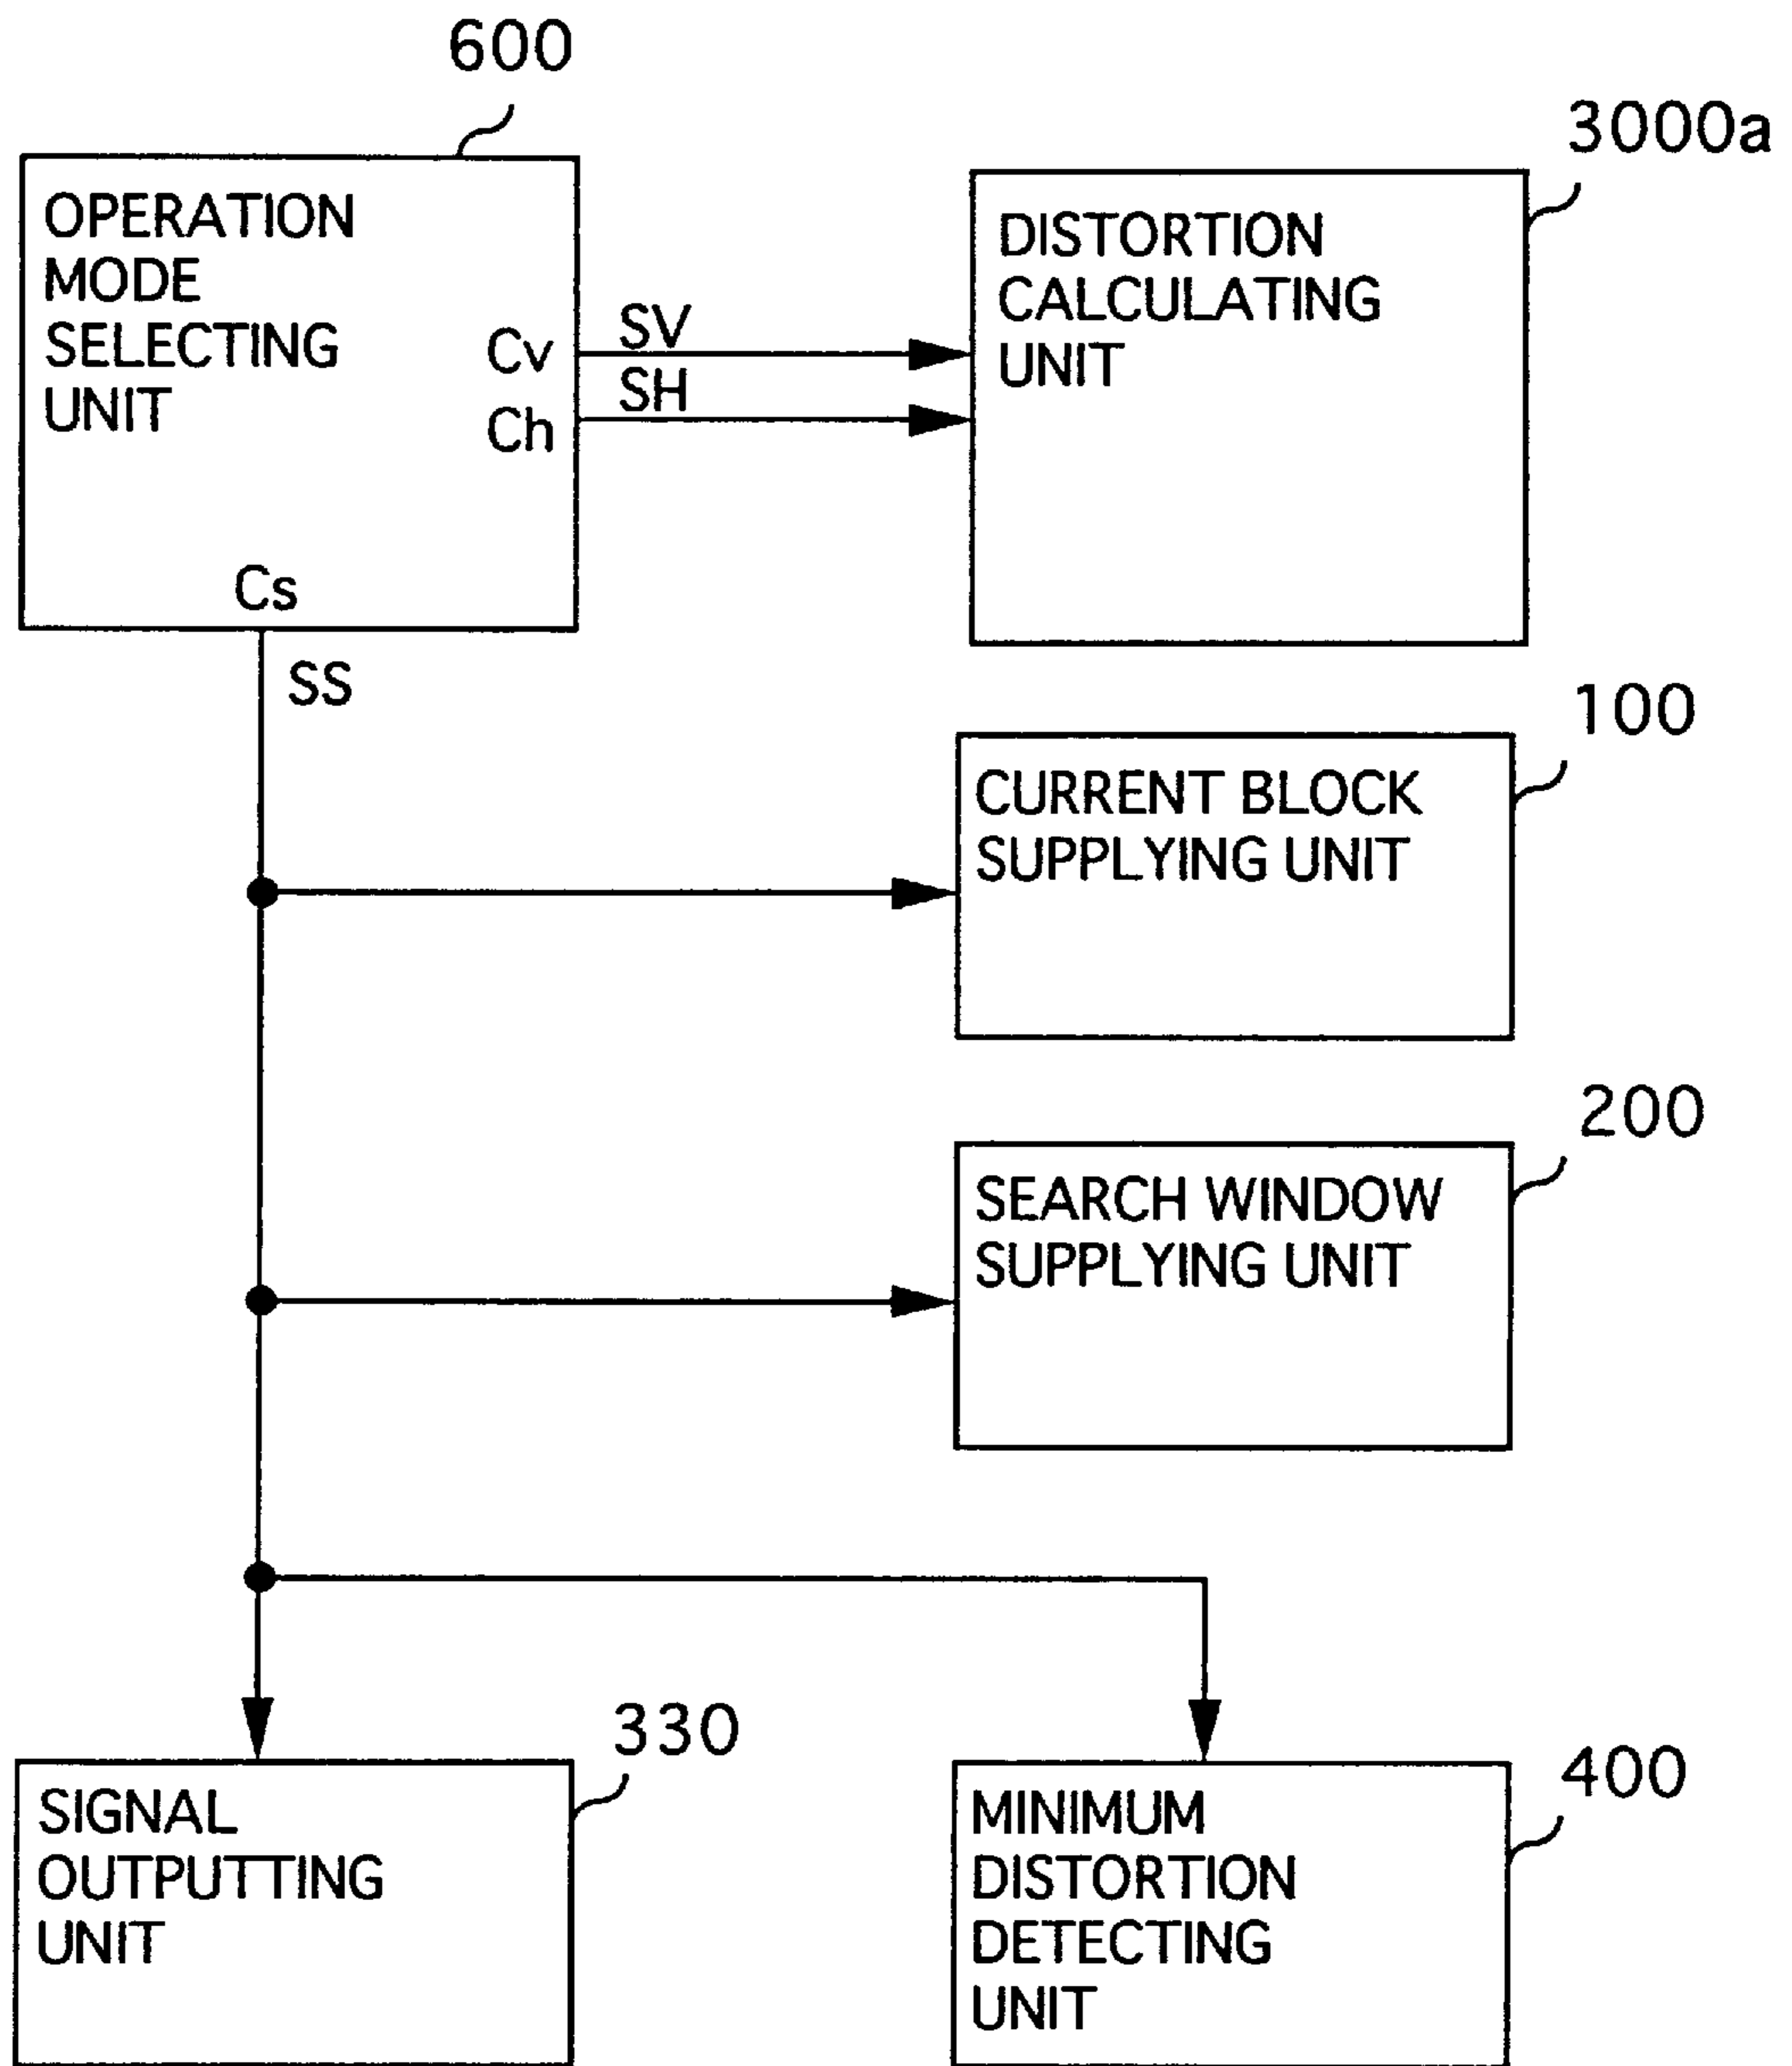 600
OPERATION
MODE
SELECTING
UNIT
Cv
Ch
Cs
SV
SH
SS
3000a
DISTORTION
CALCULATING
UNIT
100
CURRENT BLOCK
SUPPLYING UNIT
200
SEARCH WINDOW
SUPPLYING UNIT
330
SIGNAL
OUTPUTTING
UNIT
400
MINIMUM
DISTORTION
DETECTING
UNIT